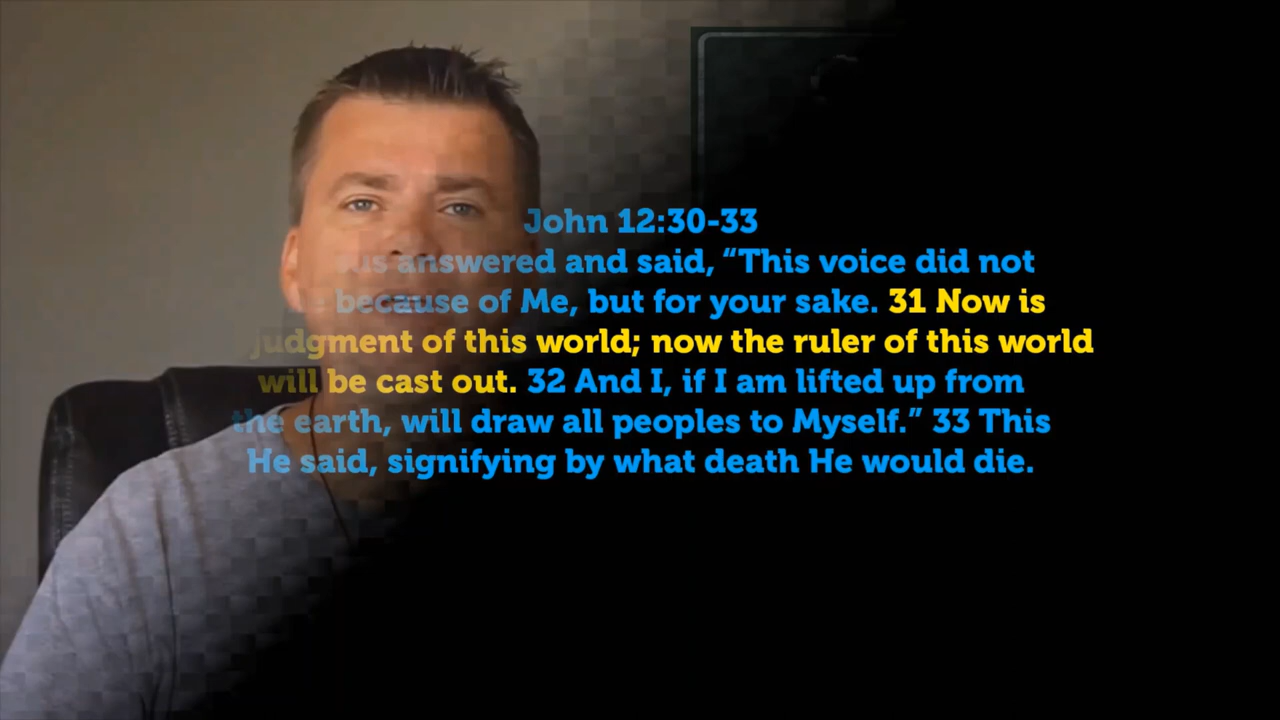 John 12:30-33
answered and said, “This voice did not
because of Me, but for your sake. 31 Now is
judgment of this world; now the ruler of this world
will be cast out. 32 And I, if I am lifted up from
the earth, will draw all peoples to Myself.” 33 This
He said, signifying by what death He would die.